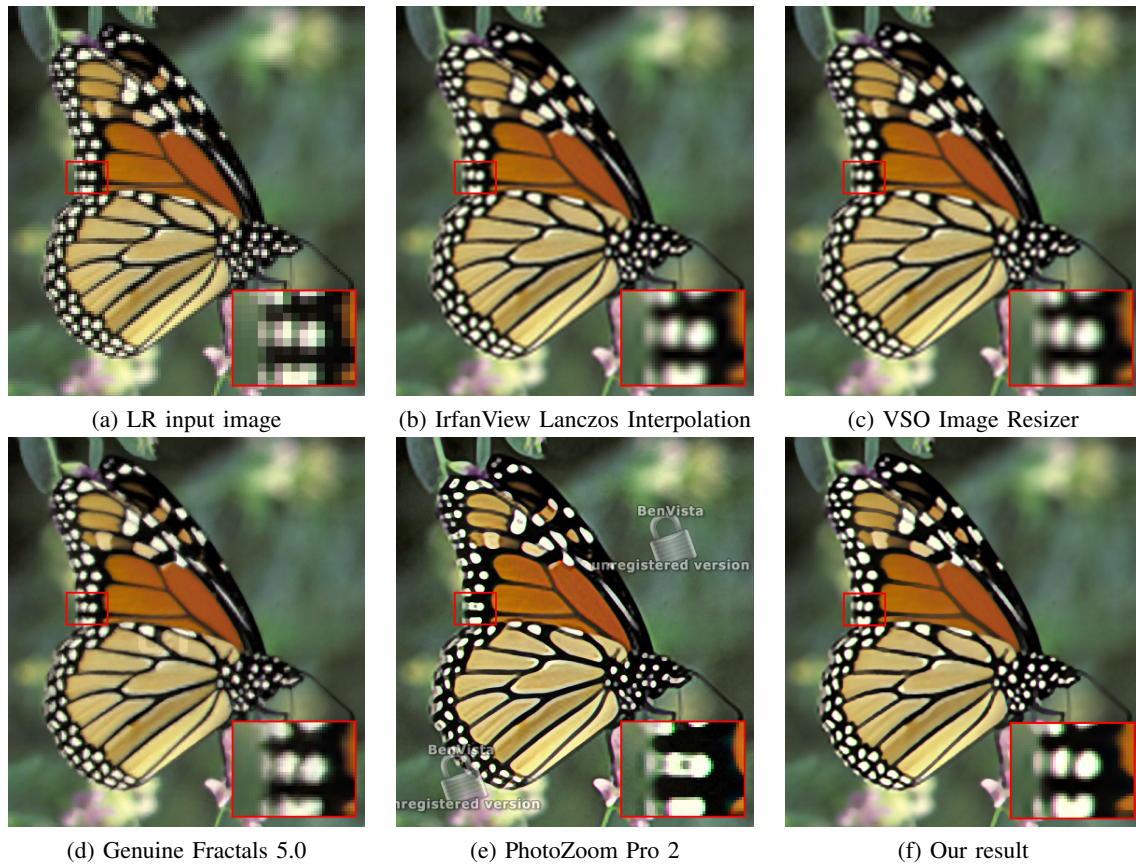 (a) LR input image
(b) IrfanView Lanczos Interpolation
(c) VSO Image Resizer
BenVista
unregistered version
BenVista
nregistered version
(d) Genuine Fractals 5.0
(e) PhotoZoom Pro 2
(f) Our result